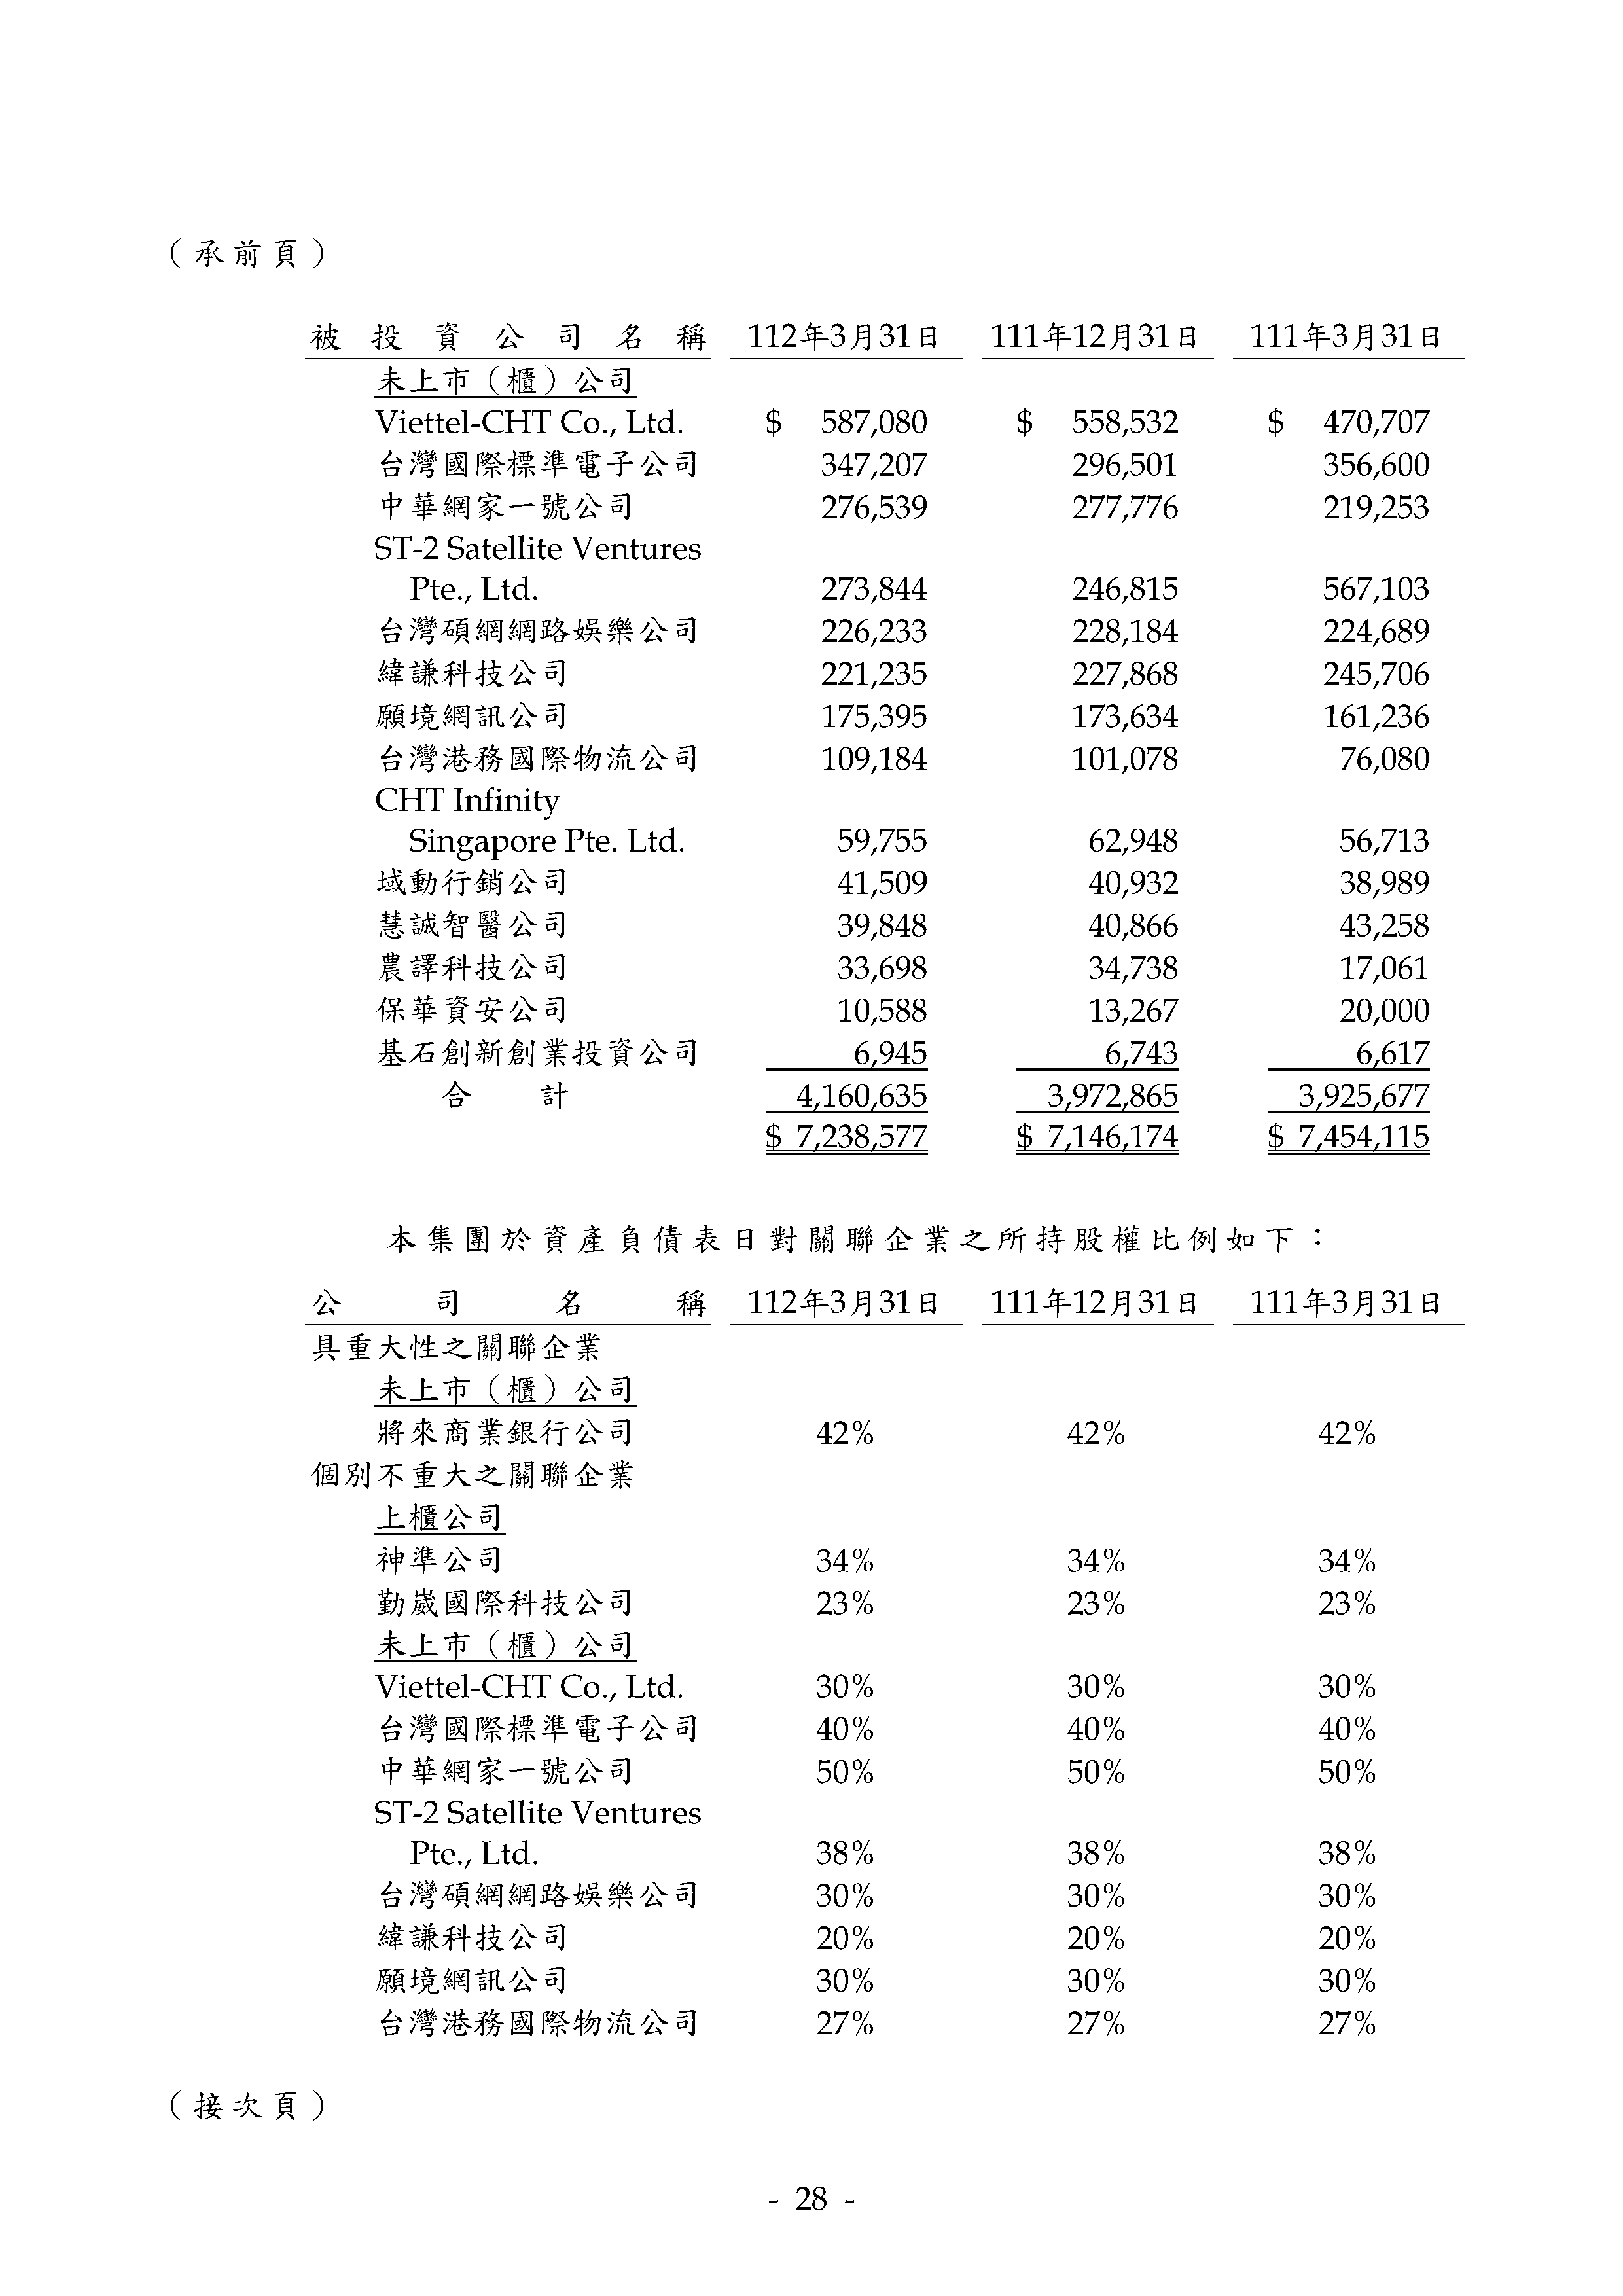 （承前頁）
被投資公司名稱 112年3月31日 111年12月31日 111年3月31日
未上市（櫃）公司
Viettel-CHT Co., Ltd. $ 587,080 $ 558,532 $ 470,707
台灣國際標準電子公司 347,207 296,501 356,600
中華網家一號公司 276,539 277,776 219,253
ST-2 Satellite Ventures
Pte., Ltd. 273,844 246,815 567,103
台灣碩網網路娛樂公司 226,233 228,184 224,689
緯謙科技公司 221,235 227,868 245,706
願境網訊公司 175,395 173,634 161,236
台灣港務國際物流公司 109,184 101,078 76,080
CHT Infinity
Singapore Pte. Ltd. 59,755 62,948 56,713
域動行銷公司 41,509 40,932 38,989
慧誠智醫公司 39,848 40,866 43,258
農譯科技公司 33,698 34,738 17,061
保華資安公司 10,588 13,267 20,000
基石創新創業投資公司 6,945 6,743 6,617
合計 4,160,635 3,972,865 3,925,677
$ 7,238,577 $ 7,146,174 $ 7,454,115
本集團於資產負債表日對關聯企業之所持股權比例如下：
公司名稱 112年3月31日 111年12月31日 111年3月31日
具重大性之關聯企業
未上市（櫃）公司
將來商業銀行公司 42% 42% 42%
個別不重大之關聯企業
上櫃公司
神準公司 34% 34% 34%
勤崴國際科技公司 23% 23% 23%
未上市（櫃）公司
Viettel-CHT Co., Ltd. 30% 30% 30%
台灣國際標準電子公司 40% 40% 40%
中華網家一號公司 50% 50% 50%
ST-2 Satellite Ventures
Pte., Ltd. 38% 38% 38%
台灣碩網網路娛樂公司 30% 30% 30%
緯謙科技公司 20% 20% 20%
願境網訊公司 30% 30% 30%
台灣港務國際物流公司 27% 27% 27%
（接次頁）
- 28 -